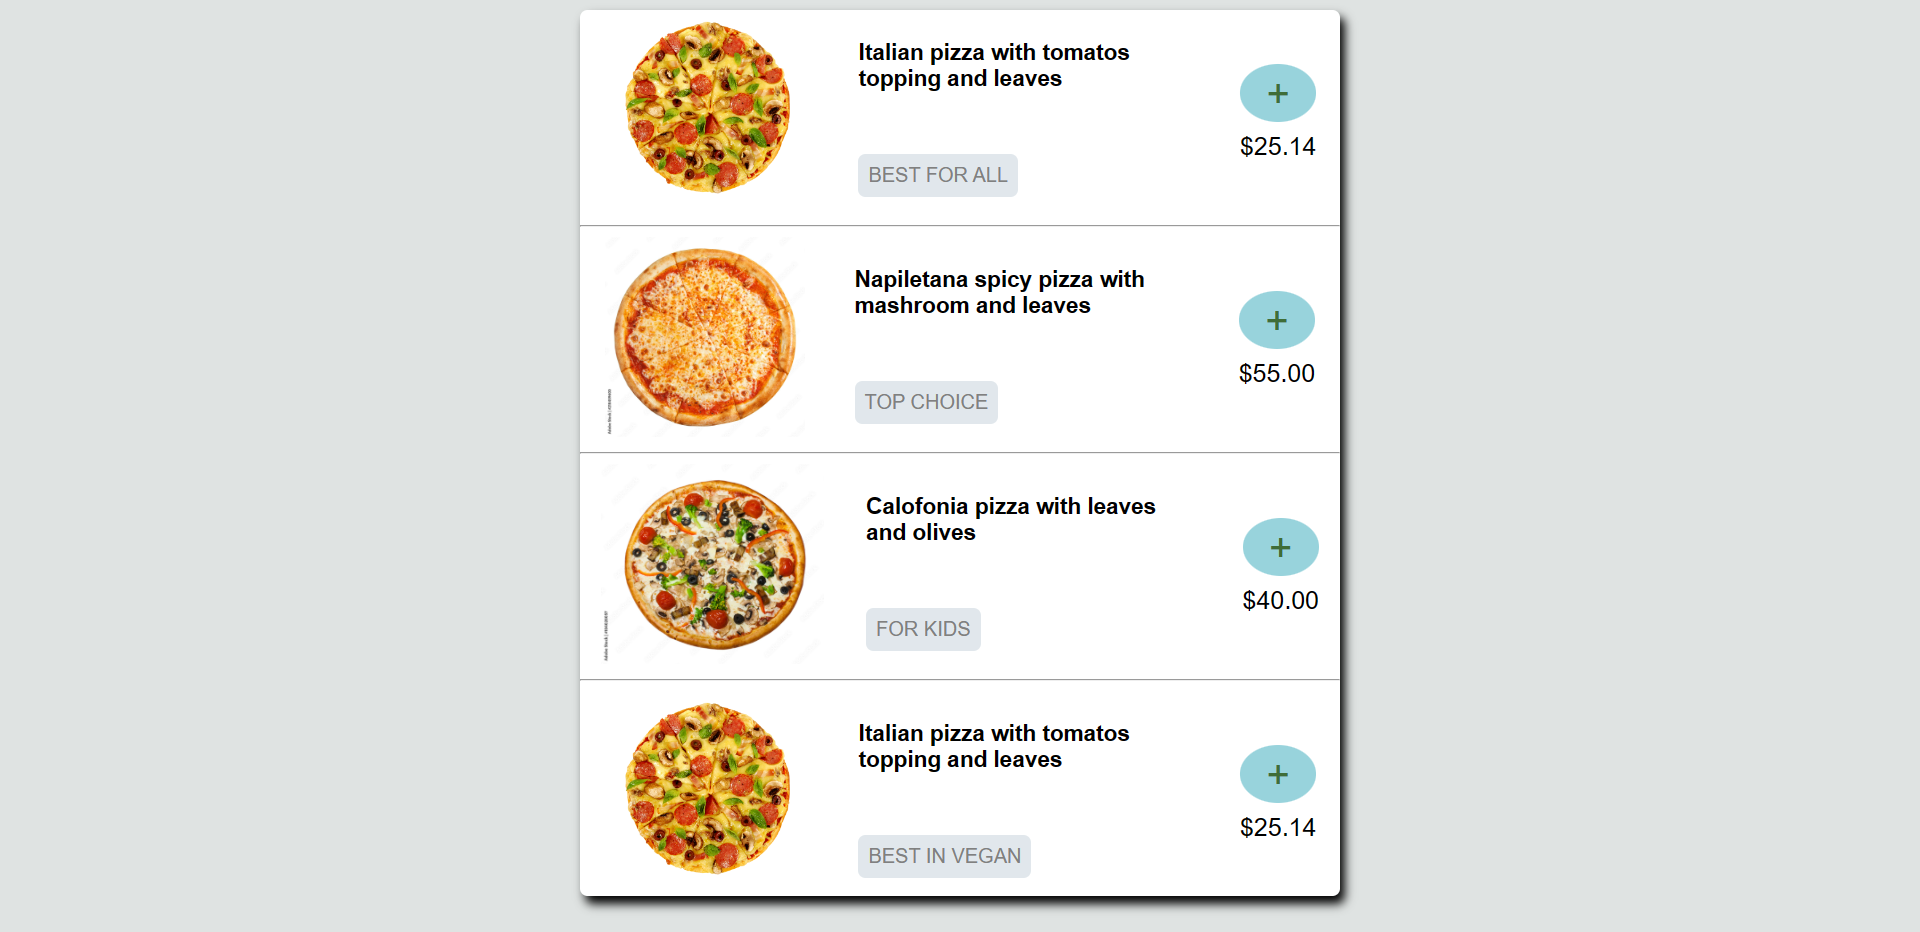 Italian pizza with tomatos
topping and leaves
+
$25.14
BEST FOR ALL
Napiletana spicy pizza with
mashroom and leaves
+
$55.00
TOP CHOICE
Calofonia pizza with leaves
and olives
+
$40.00
FOR KIDS
Italian pizza with tomatos
topping and leaves
+
$25.14
BEST IN VEGAN